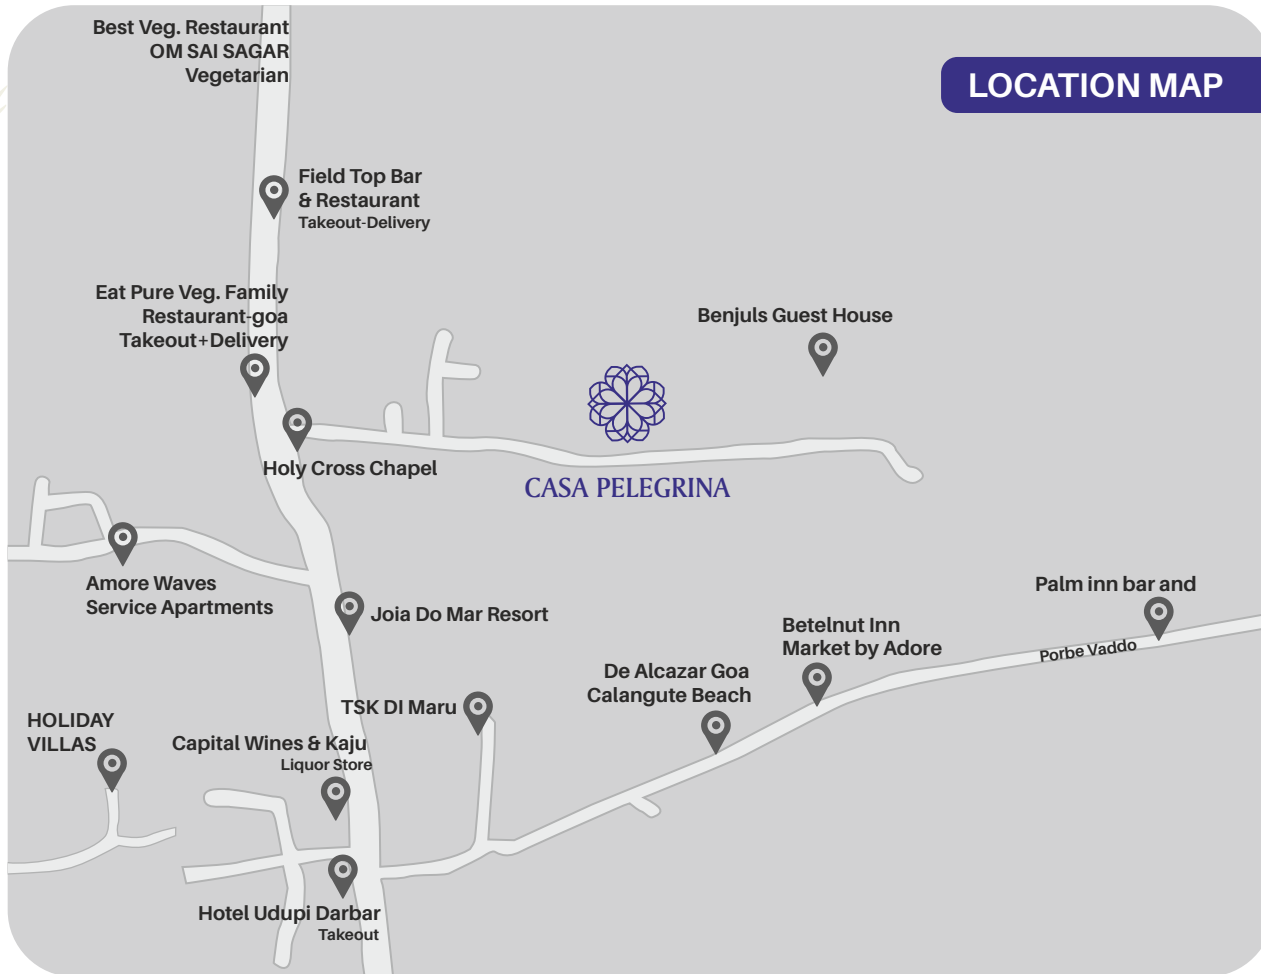 Best Veg. Restaurant
OM SAI SAGAR
Vegetarian
LOCATION MAP
Field Top Bar
& Restaurant
Takeout-Delivery
Eat Pure Veg. Family
Restaurant-goa
Takeout+Delivery
Benjuls Guest House
Holy Cross Chapel
CASA PELEGRINA
Amore Waves
Service Apartments
Joia Do Mar Resort
Palm inn bar and
Porbe Vaddo
Betelnut Inn
Market by Adore
De Alcazar Goa
Calangute Beach
TSK DI Maru
HOLIDAY
VILLAS
Capital Wines & Kaju
Liquor Store
Hotel Udupi Darbar
Takeout